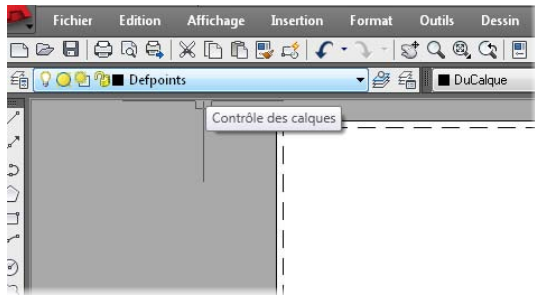 Fichier Edition Affichage Insertion Format Outils Dessin
Defpoints DuCalque
Contrôle des calques